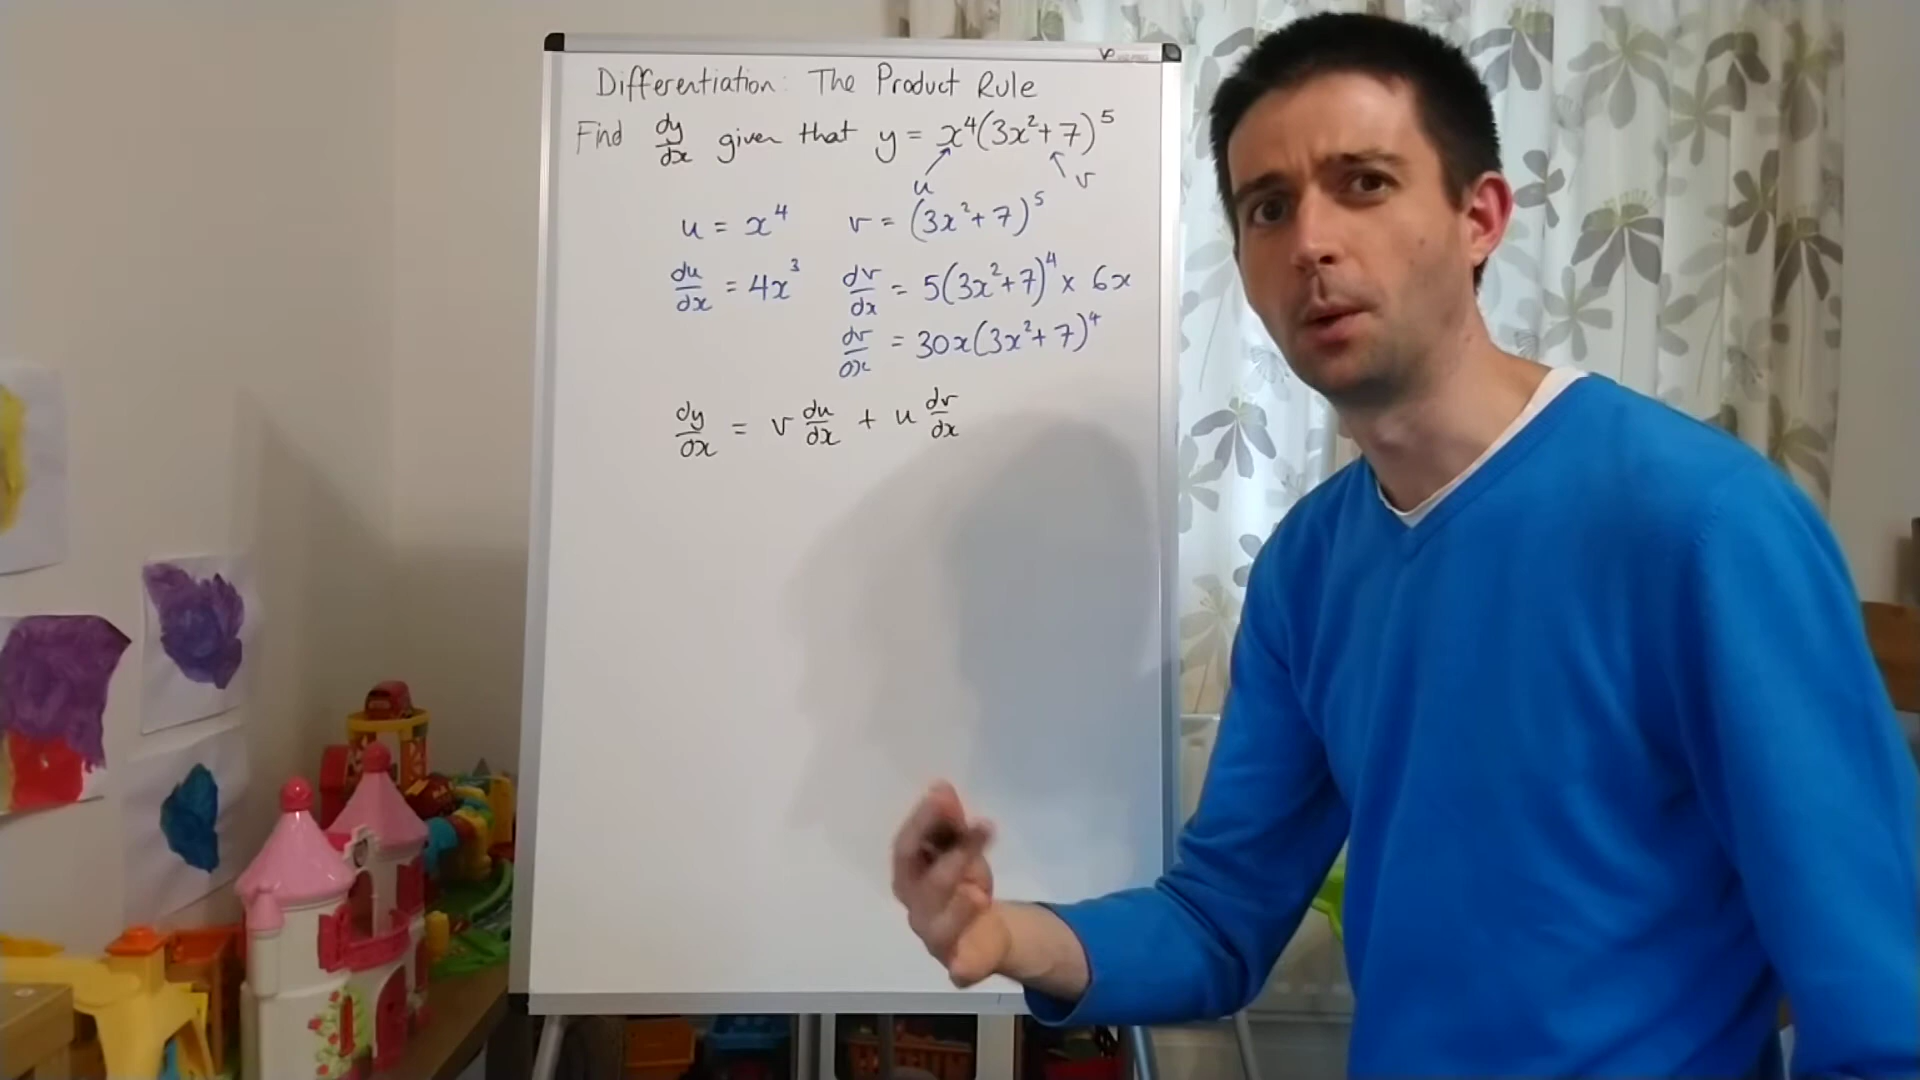 Differentiation: The Product Rule
Find dy/dx given that y = x⁴(3x²+7)⁵
u v
u = x⁴ v = (3x²+7)⁵
du/dx = 4x³ dv/dx = 5(3x²+7)⁴ × 6x
dv/dx = 30x(3x²+7)⁴
dy/dx = v du/dx + u dv/dx